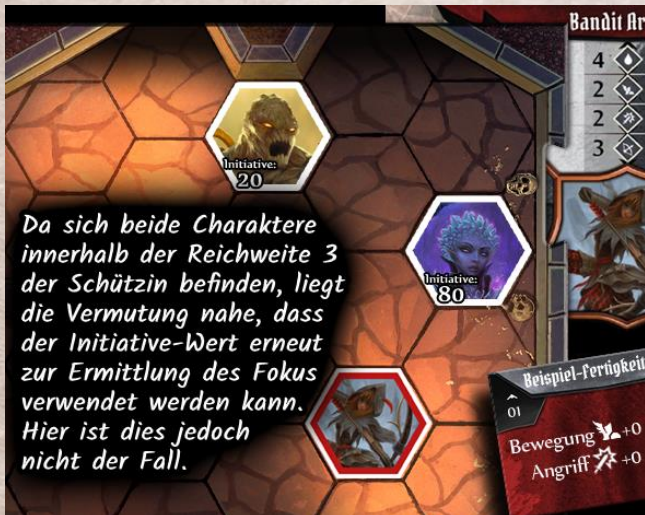 Bandit Ar
4
2
2
3
Initiative:
20
Initiative:
80
Da sich beide Charaktere
innerhalb der Reichweite 3
der Schützin befinden, liegt
die Vermutung nahe, dass
der Initiative-Wert erneut
zur Ermittlung des Fokus
verwendet werden kann.
Hier ist dies jedoch
nicht der Fall.
Beispiel-Fertigkeit
01
Bewegung +0
Angriff +0